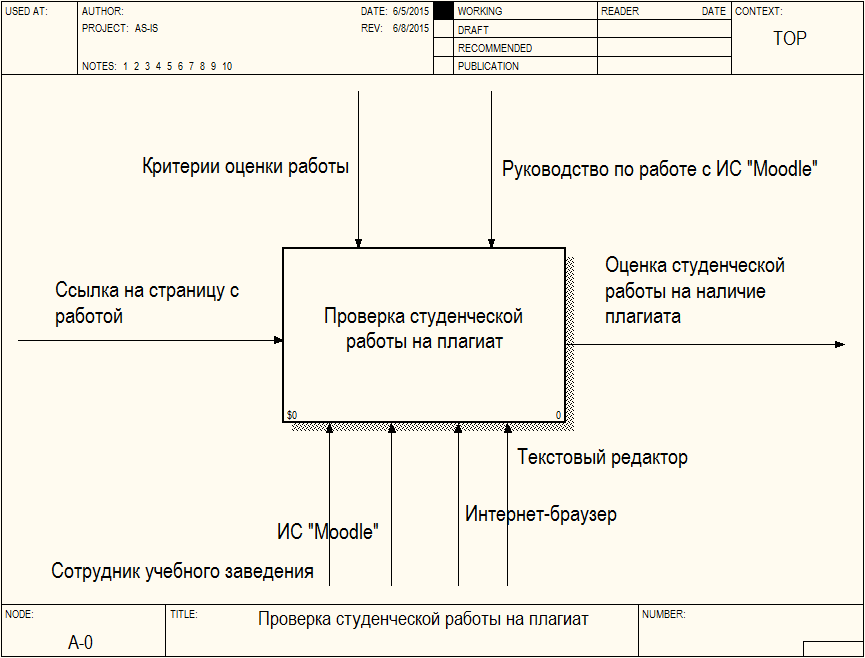 USED AT:
AUTHOR:
DATE: 6/5/2015
PROJECT: AS-IS
REV: 6/8/2015
NOTES: 1 2 3 4 5 6 7 8 9 10
WORKING
DRAFT
RECOMMENDED
PUBLICATION
READER
DATE
CONTEXT:
TOP
Критерии оценки работы
Руководство по работе с ИС "Moodle"
Ссылка на страницу с
работой
Проверка студенческой
работы на плагиат
$0
0
Оценка студенческой
работы на наличие
плагиата
Текстовый редактор
Интернет-браузер
ИС "Moodle"
Сотрудник учебного заведения
NODE:
A-0
TITLE:
Проверка студенческой работы на плагиат
NUMBER: